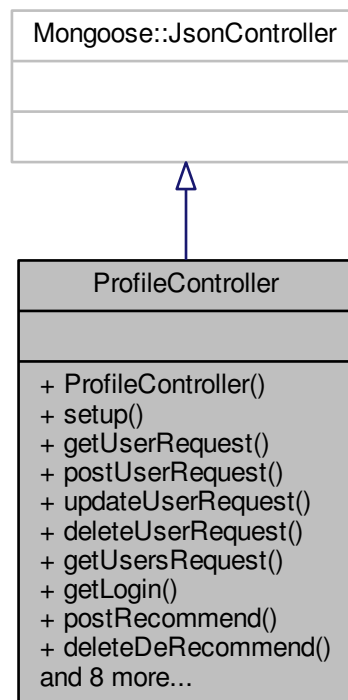 Mongoose::JsonController
ProfileController
+ ProfileController()
+ setup()
+ getUserRequest()
+ postUserRequest()
+ updateUserRequest()
+ deleteUserRequest()
+ getUsersRequest()
+ getLogin()
+ postRecommend()
+ deleteDeRecommend()
and 8 more...